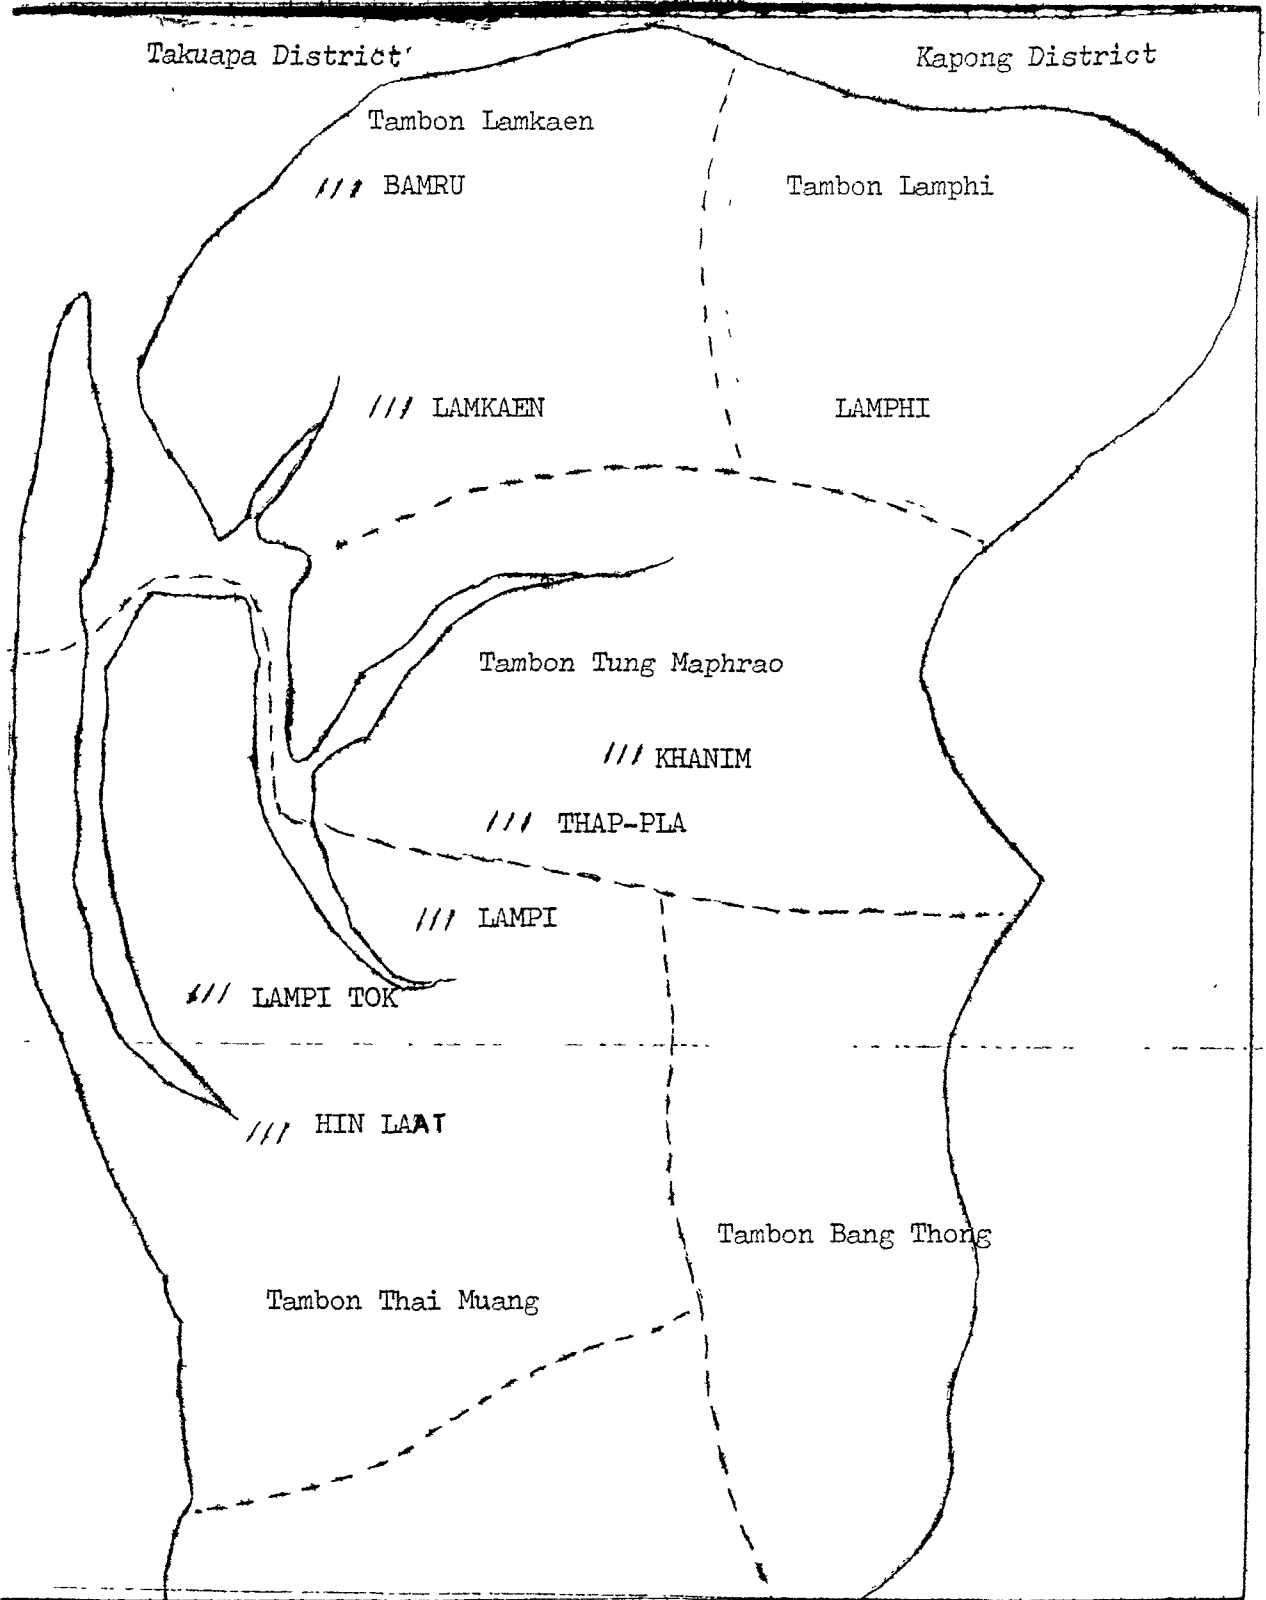 Takuapa District
Kapong District
Tambon Lamkaen
/// BAMRU
Tambon Lamphi
/// LAMKAEN
LAMPHI
Tambon Tung Maphrao
/// KHANIM
/// THAP-PLA
/// LAMPI
/// LAMPI TOK
/// HIN LAAT
Tambon Bang Thong
Tambon Thai Muang